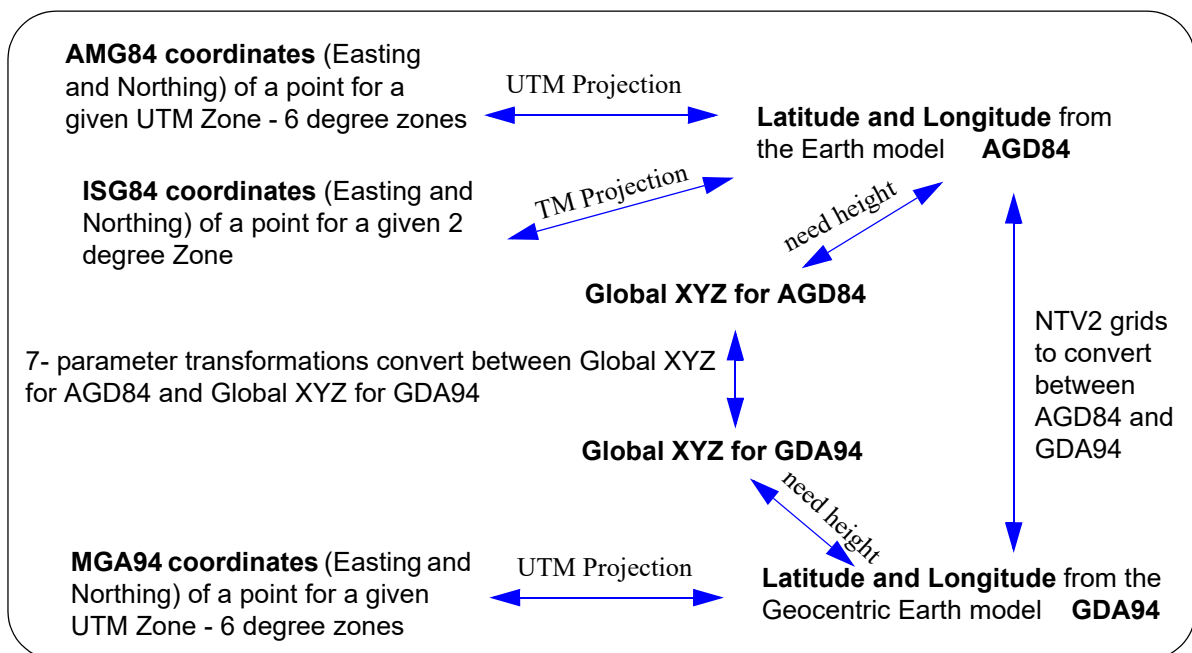 AMG84 coordinates (Easting
and Northing) of a point for a
given UTM Zone - 6 degree zones
UTM Projection
Latitude and Longitude from
the Earth model AGD84
ISG84 coordinates (Easting and
Northing) of a point for a given 2
degree Zone
TM Projection
need height
Global XYZ for AGD84
NTV2 grids
to convert
between
AGD84 and
GDA94
7- parameter transformations convert between Global XYZ
for AGD84 and Global XYZ for GDA94
Global XYZ for GDA94
need height
MGA94 coordinates (Easting and
Northing) of a point for a given
UTM Zone - 6 degree zones
UTM Projection
Latitude and Longitude from the
Geocentric Earth model GDA94